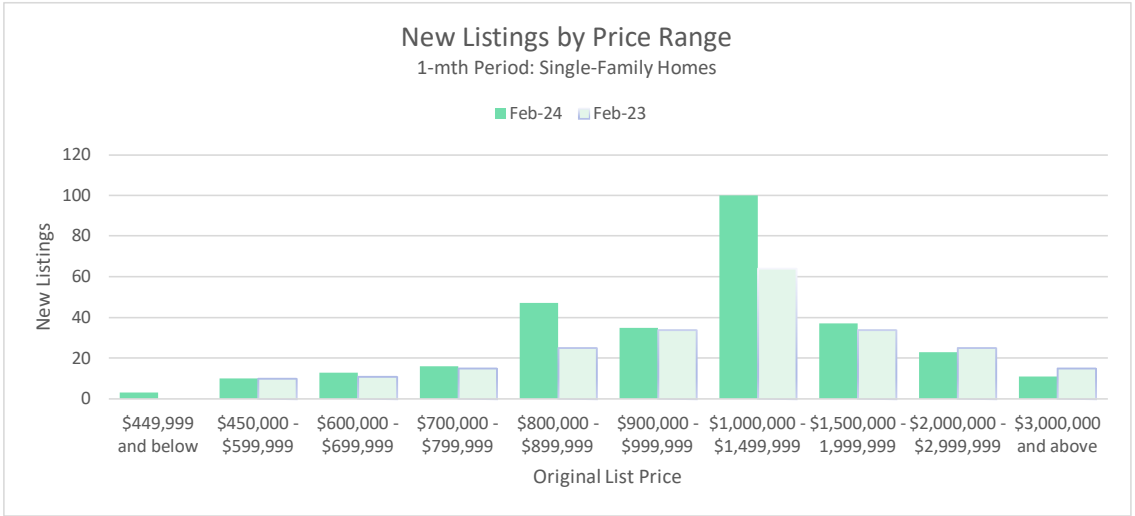 New Listings by Price Range
1-mth Period: Single-Family Homes
Feb-24 Feb-23
120
100
80
60
40
20
0
New Listings
$449,999 and below
$450,000 - $599,999
$600,000 - $699,999
$700,000 - $799,999
$800,000 - $899,999
$900,000 - $999,999
$1,000,000 - $1,499,999
$1,500,000 - 1,999,999
$2,000,000 - $2,999,999
$3,000,000 and above
Original List Price